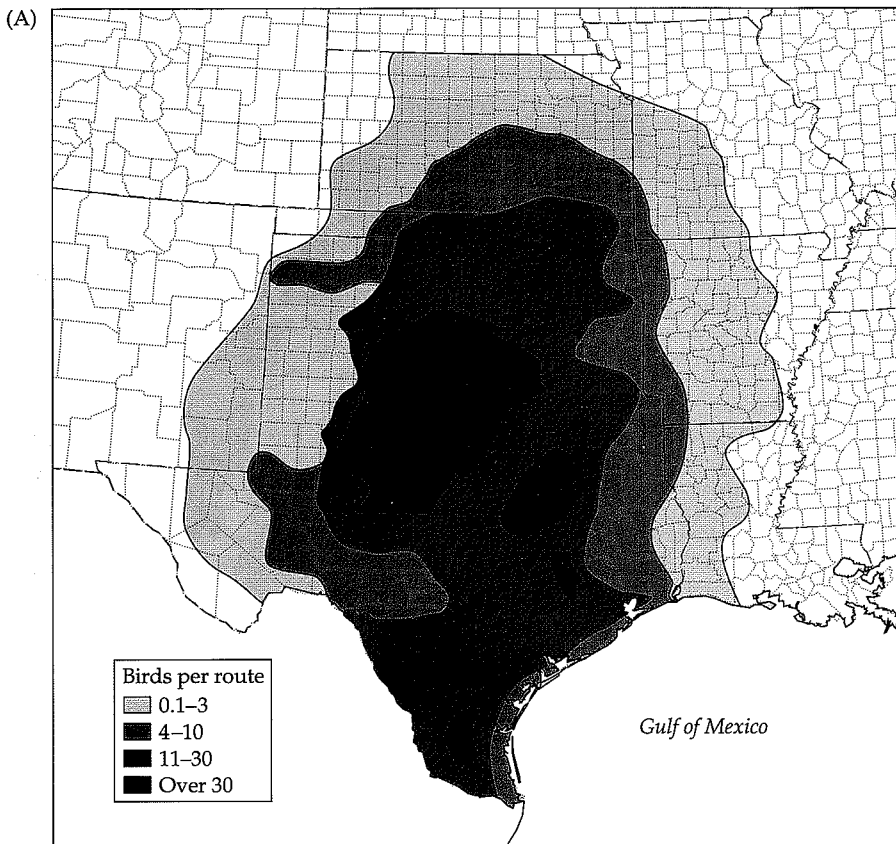 (A)
Birds per route
0.1–3
4–10
11–30
Over 30
Gulf of Mexico